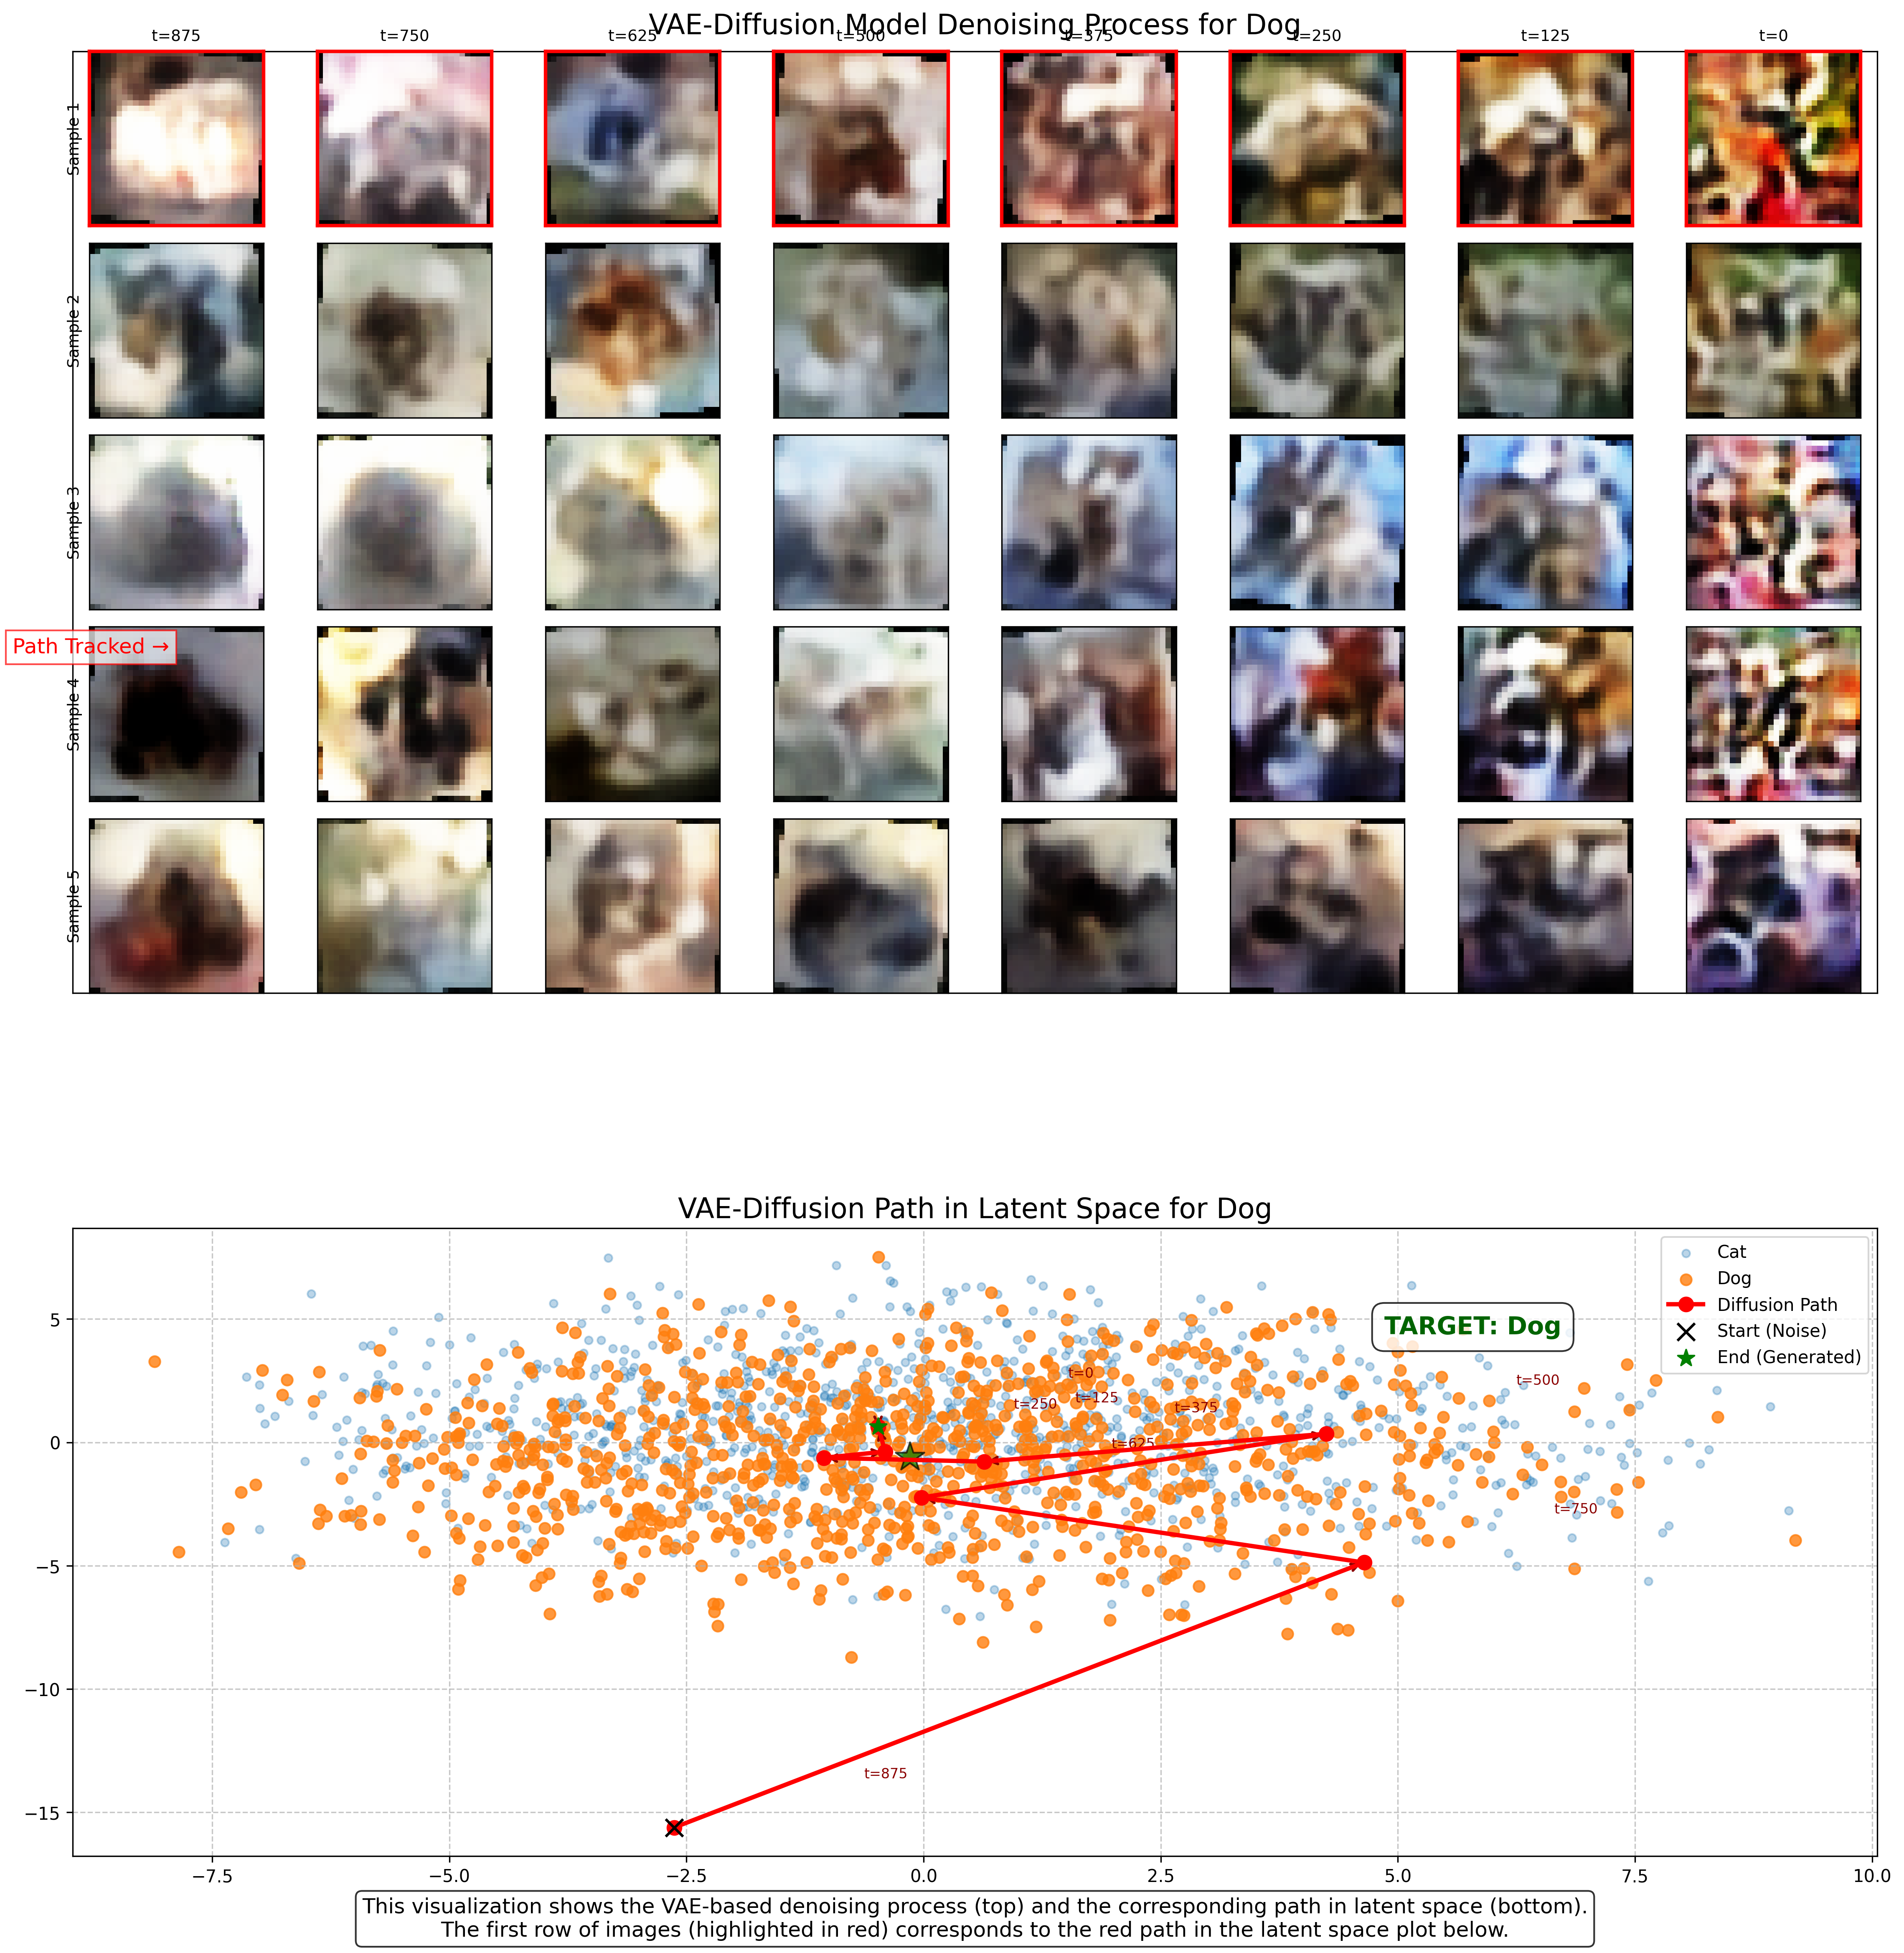 VAE-Diffusion Model Denoising Process for Dog
t=875
t=750
t=625
t=500
t=375
t=250
t=125
t=0
Sample 1
Sample 2
Sample 3
Path Tracked →
Sample 4
Sample 5
VAE-Diffusion Path in Latent Space for Dog
Cat
Dog
Diffusion Path
Start (Noise)
End (Generated)
TARGET: Dog
t=0
t=125
t=250
t=375
t=500
t=625
t=750
t=875
5
0
−5
−10
−15
−7.5
−5.0
−2.5
0.0
2.5
5.0
7.5
10.0
This visualization shows the VAE-based denoising process (top) and the corresponding path in latent space (bottom).
The first row of images (highlighted in red) corresponds to the red path in the latent space plot below.